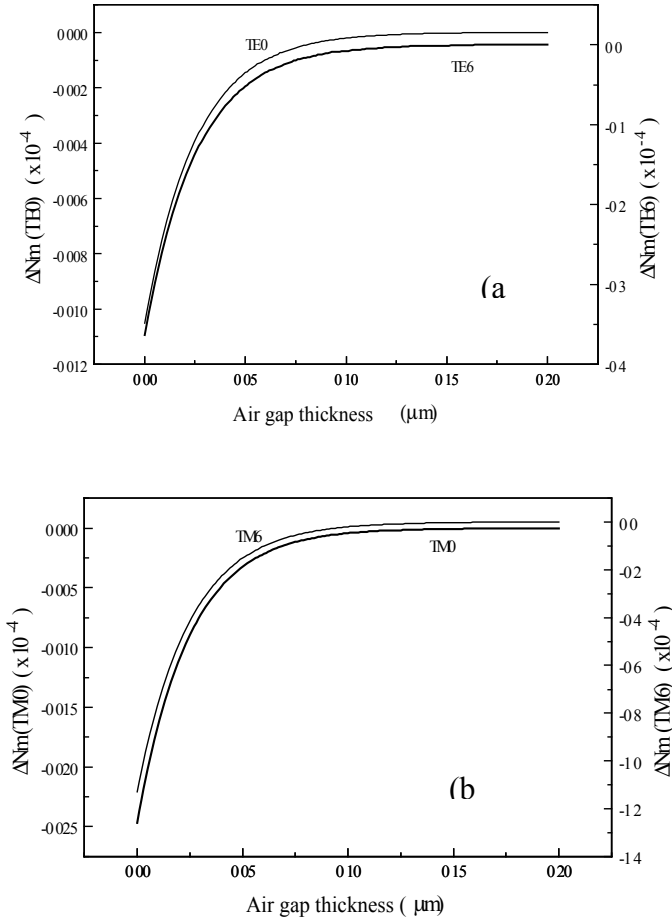 0.000
-0.002
-0.004
-0.006
-0.008
-0.010
-0.012
ΔNm (TE0) (x10⁻⁴)
TE0
TE6
(a
0.0
-0.1
-0.2
-0.3
-0.4
ΔNm(TE6) (x10⁻⁴)
0.00 0.05 0.10 0.15 0.20
Air gap thickness (μm)
0.000
-0.005
-0.010
-0.015
-0.020
-0.025
ΔNm(TM0) (x10⁻⁴)
TM6
TM0
(b
0.0
-0.2
-0.4
-0.6
-0.8
-1.0
-1.2
-1.4
ΔNm(TM6) (x10⁻⁴)
0.00 0.05 0.10 0.15 0.20
Air gap thickness ( μm)